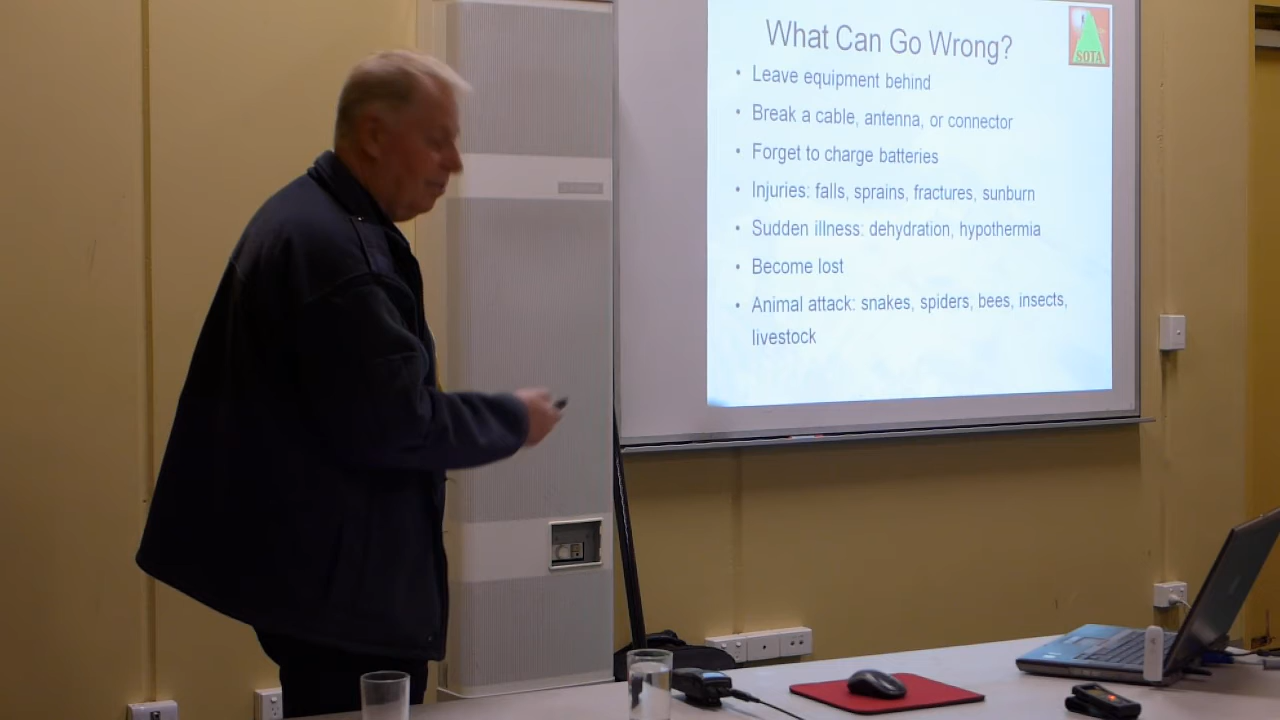 What Can Go Wrong?
SOTA
• Leave equipment behind
• Break a cable, antenna, or connector
• Forget to charge batteries
• Injuries: falls, sprains, fractures, sunburn
• Sudden illness: dehydration, hypothermia
• Become lost
• Animal attack: snakes, spiders, bees, insects,
livestock